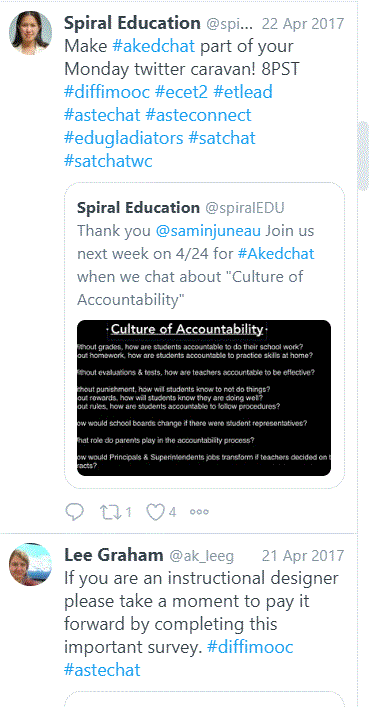 Spiral Education @spi... 22 Apr 2017
Make #akedchat part of your
Monday twitter caravan! 8PST
#diffimooc #ecet2 #etlead
#astechat #asteconnect
#edugladiators #satchat
#satchatwc
Spiral Education @spiralEDU
Thank you @saminjuneau Join us
next week on 4/24 for #Akedchat
when we chat about "Culture of
Accountability"
Culture of Accountability
ithout grades, how are students accountable to do their school work?
out homework, how are students accountable to practice skills at home?
ithout evaluations & tests, how are teachers accountable to be effective?
thout punishment, how will students know to not do things?
out rewards, how will students know they are doing well?
out rules, how are students accountable to follow procedures?
ow would school boards change if there were student representatives?
hat role do parents play in the accountability process?
ow would Principals & Superintendents jobs transform if teachers decided on t
racts?
1 4
Lee Graham @ak_leeg 21 Apr 2017
If you are an instructional designer
please take a moment to pay it
forward by completing this
important survey. #diffimooc
#astechat